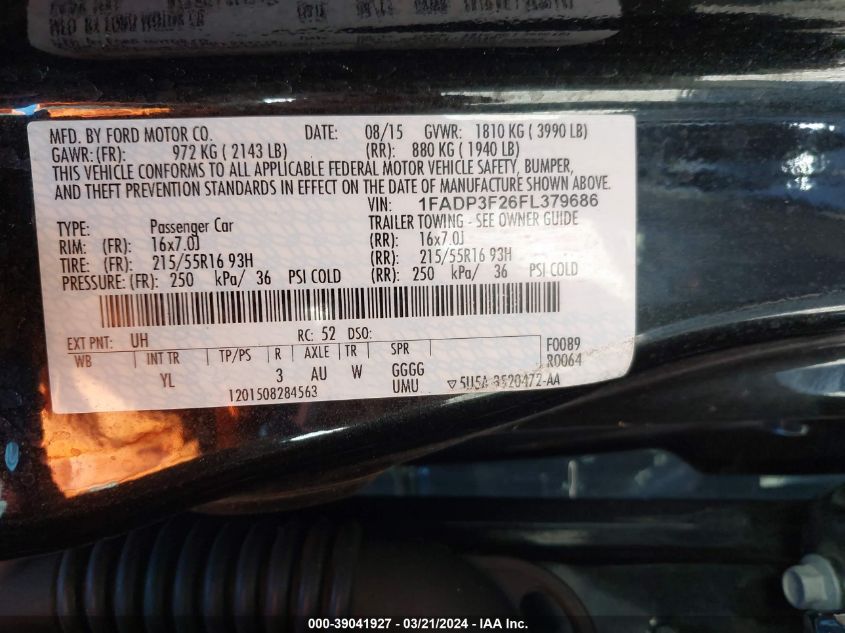 MFD. BY FORD MOTOR CO. DATE: 08/15 GVWR: 1810 KG ( 3990 LB)
GAWR: (FR): 972 KG ( 2143 LB) (RR): 880 KG ( 1940 LB)
THIS VEHICLE CONFORMS TO ALL APPLICABLE FEDERAL MOTOR VEHICLE SAFETY, BUMPER,
AND THEFT PREVENTION STANDARDS IN EFFECT ON THE DATE OF MANUFACTURE SHOWN ABOVE.
VIN: 1FADP3F26FL379686
TYPE: Passenger Car TRAILER TOWING - SEE OWNER GUIDE
RIM: (FR): 16x7.0J (RR): 16x7.0J
TIRE: (FR): 215/55R16 93H (RR): 215/55R16 93H
PRESSURE: (FR): 250 kPa/ 36 PSI COLD (RR): 250 kPa/ 36 PSI COLD
EXT PNT: UH RC: 52 DSO: F0089
WB INT TR TP/PS R AXLE TR SPR R0064
YL 3 AU W GGGG
1201508284563 UMU 5U5A-3520472-AA
000-39041927 - 03/21/2024 - IAA Inc.